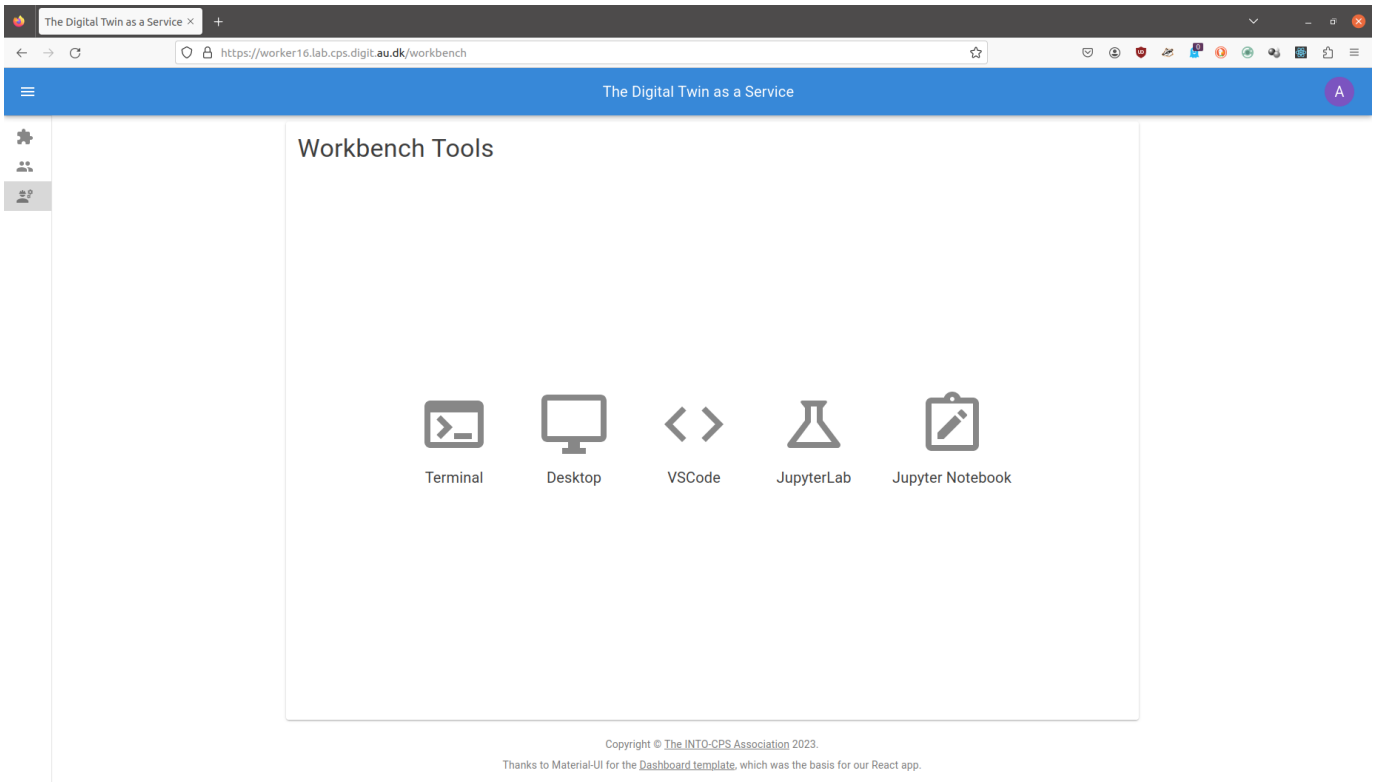 The Digital Twin as a Service
https://worker16.lab.cps.digit.au.dk/workbench
0
The Digital Twin as a Service
A
Workbench Tools
Terminal Desktop VSCode JupyterLab Jupyter Notebook
Copyright © The INTO-CPS Association 2023.
Thanks to Material-UI for the Dashboard template, which was the basis for our React app.